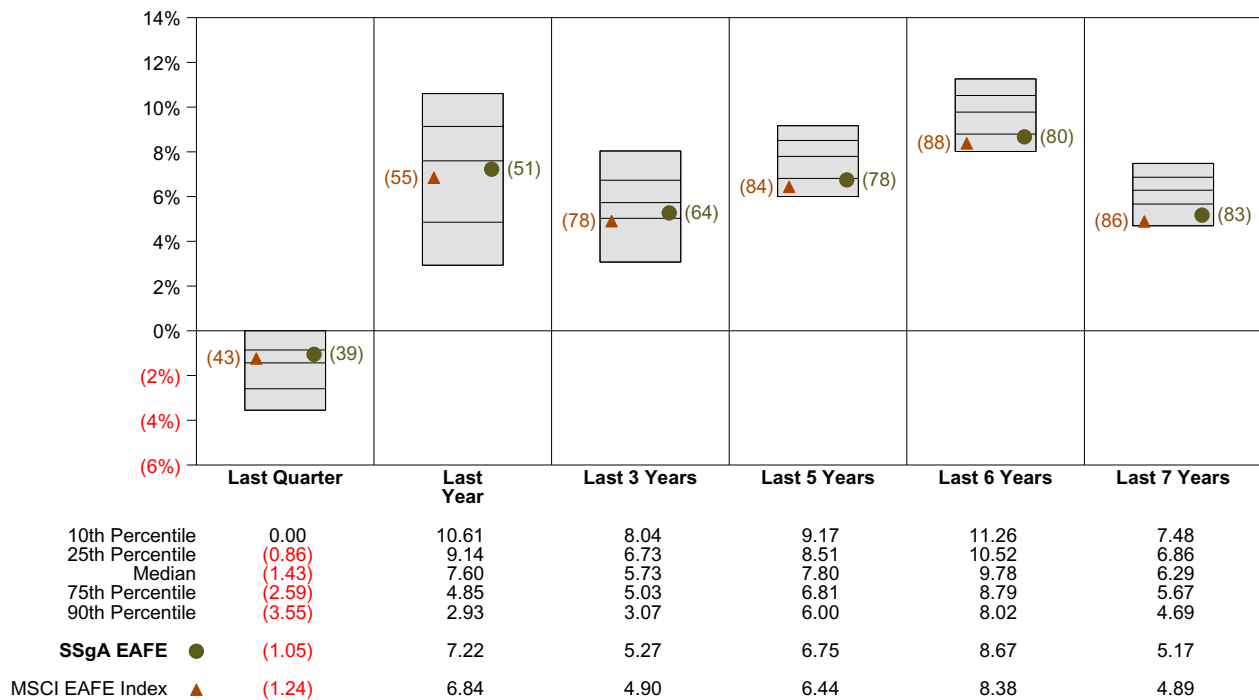 14%
12%
10%
8%
6%
4%
2%
0%
(2%)
(4%)
(6%)
(43) (39)
(55) (51)
(78) (64)
(84) (78)
(88) (80)
(86) (83)
Last Quarter Last Year Last 3 Years Last 5 Years Last 6 Years Last 7 Years
10th Percentile 0.00 10.61 8.04 9.17 11.26 7.48
25th Percentile (0.86) 9.14 6.73 8.51 10.52 6.86
Median (1.43) 7.60 5.73 7.80 9.78 6.29
75th Percentile (2.59) 4.85 5.03 6.81 8.79 5.67
90th Percentile (3.55) 2.93 3.07 6.00 8.02 4.69
SSgA EAFE (1.05) 7.22 5.27 6.75 8.67 5.17
MSCI EAFE Index (1.24) 6.84 4.90 6.44 8.38 4.89